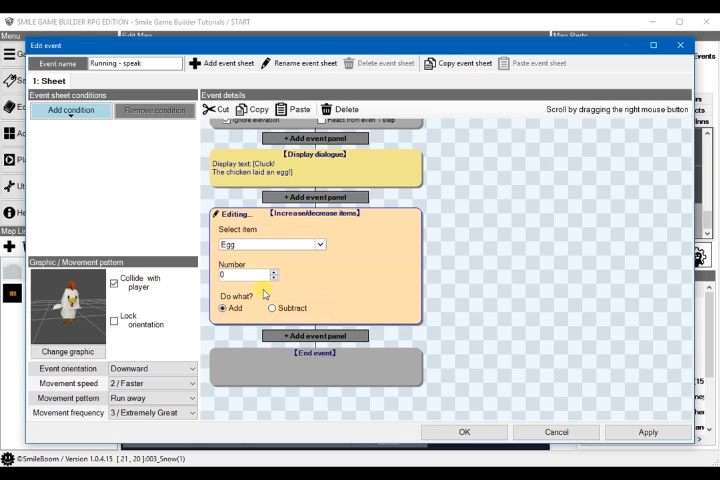 SMILE GAME BUILDER RPG EDITION - Smile Game Builder Tutorials / START
Menu
Edit Map
Map Parts
Edit event
Event name
Running - speak
Add event sheet
Rename event sheet
Delete event sheet
Copy event sheet
Paste event sheet
1: Sheet
Event sheet conditions
Add condition
Remove condition
Event details
Cut
Copy
Paste
Delete
Scroll by dragging the right mouse button
Ignore elevation
React from even 1 step
+ Add event panel
【Display dialogue】
Display text: [Cluck!
The chicken laid an egg!]
+ Add event panel
Editing...
【Increase/decrease items】
Select item
Egg
Number
0
Do what?
Add
Subtract
+ Add event panel
【End event】
Graphic / Movement pattern
Collide with
player
Lock
orientation
Change graphic
Event orientation
Downward
Movement speed
2 / Faster
Movement pattern
Run away
Movement frequency
3 / Extremely Great
OK
Cancel
Apply
Map Lis
©SmileBoom / Version 1.0.4.15 [ 21 , 20 ]:003_Snow(1)